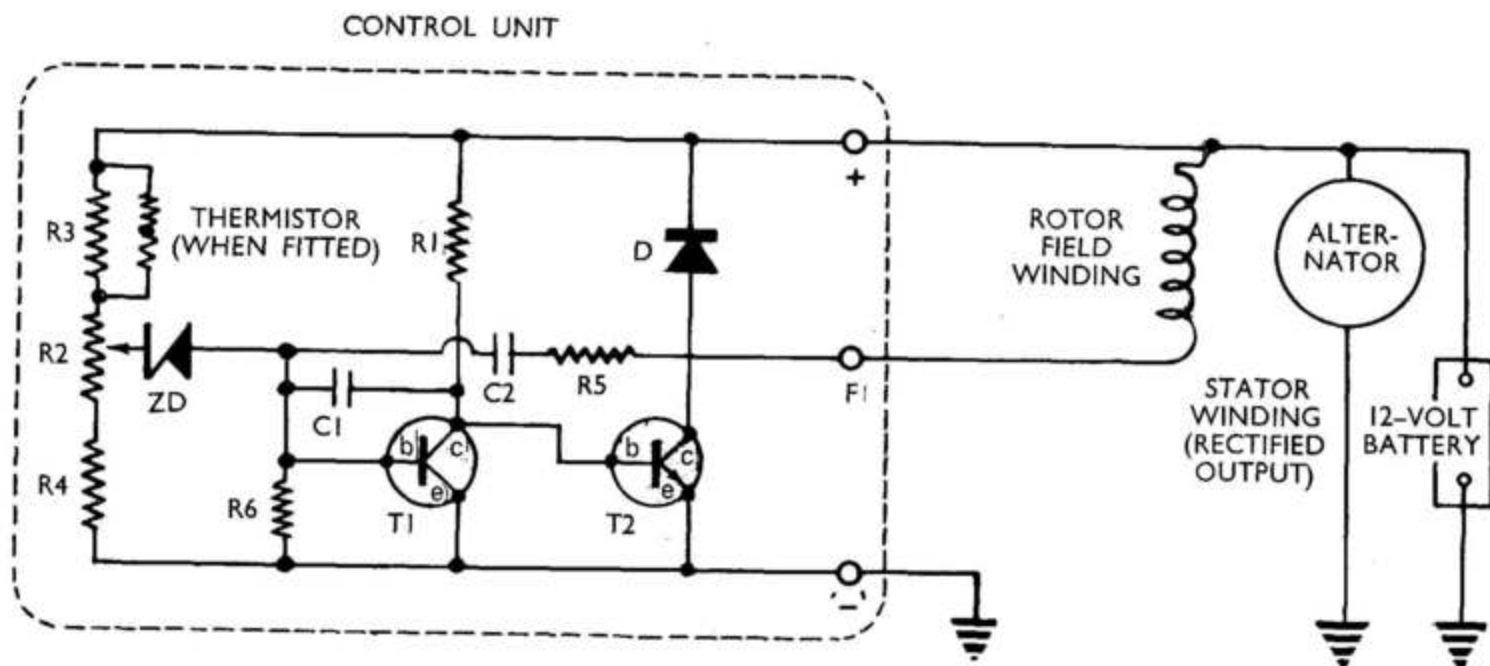 CONTROL UNIT
R3
THERMISTOR
(WHEN FITTED)
R1
D
+
ROTOR
FIELD
WINDING
ALTER-
NATOR
R2
ZD
C1
C2
R5
F1
STATOR
WINDING
(RECTIFIED
OUTPUT)
12-VOLT
BATTERY
R4
R6
b
c
e
T1
b
c
e
T2
-